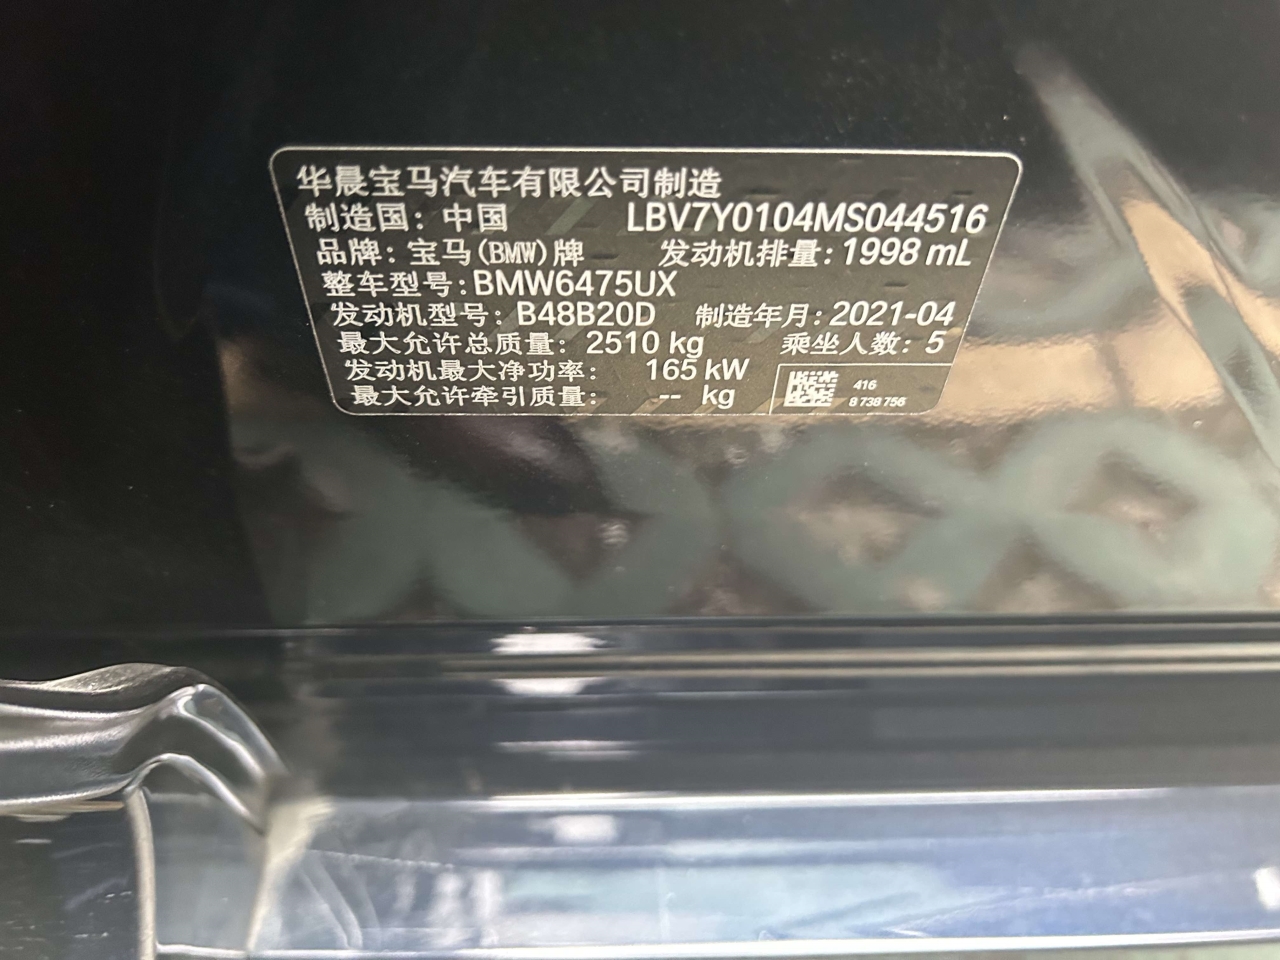 华晨宝马汽车有限公司制造
制造国：中国 LBV7Y0104MS044516
品牌：宝马(BMW)牌 发动机排量：1998 mL
整车型号：BMW6475UX
发动机型号：B48B20D 制造年月：2021-04
最大允许总质量：2510 kg 乘坐人数：5
发动机最大净功率： 165 kW
最大允许牵引质量： -- kg
416
8 738 756